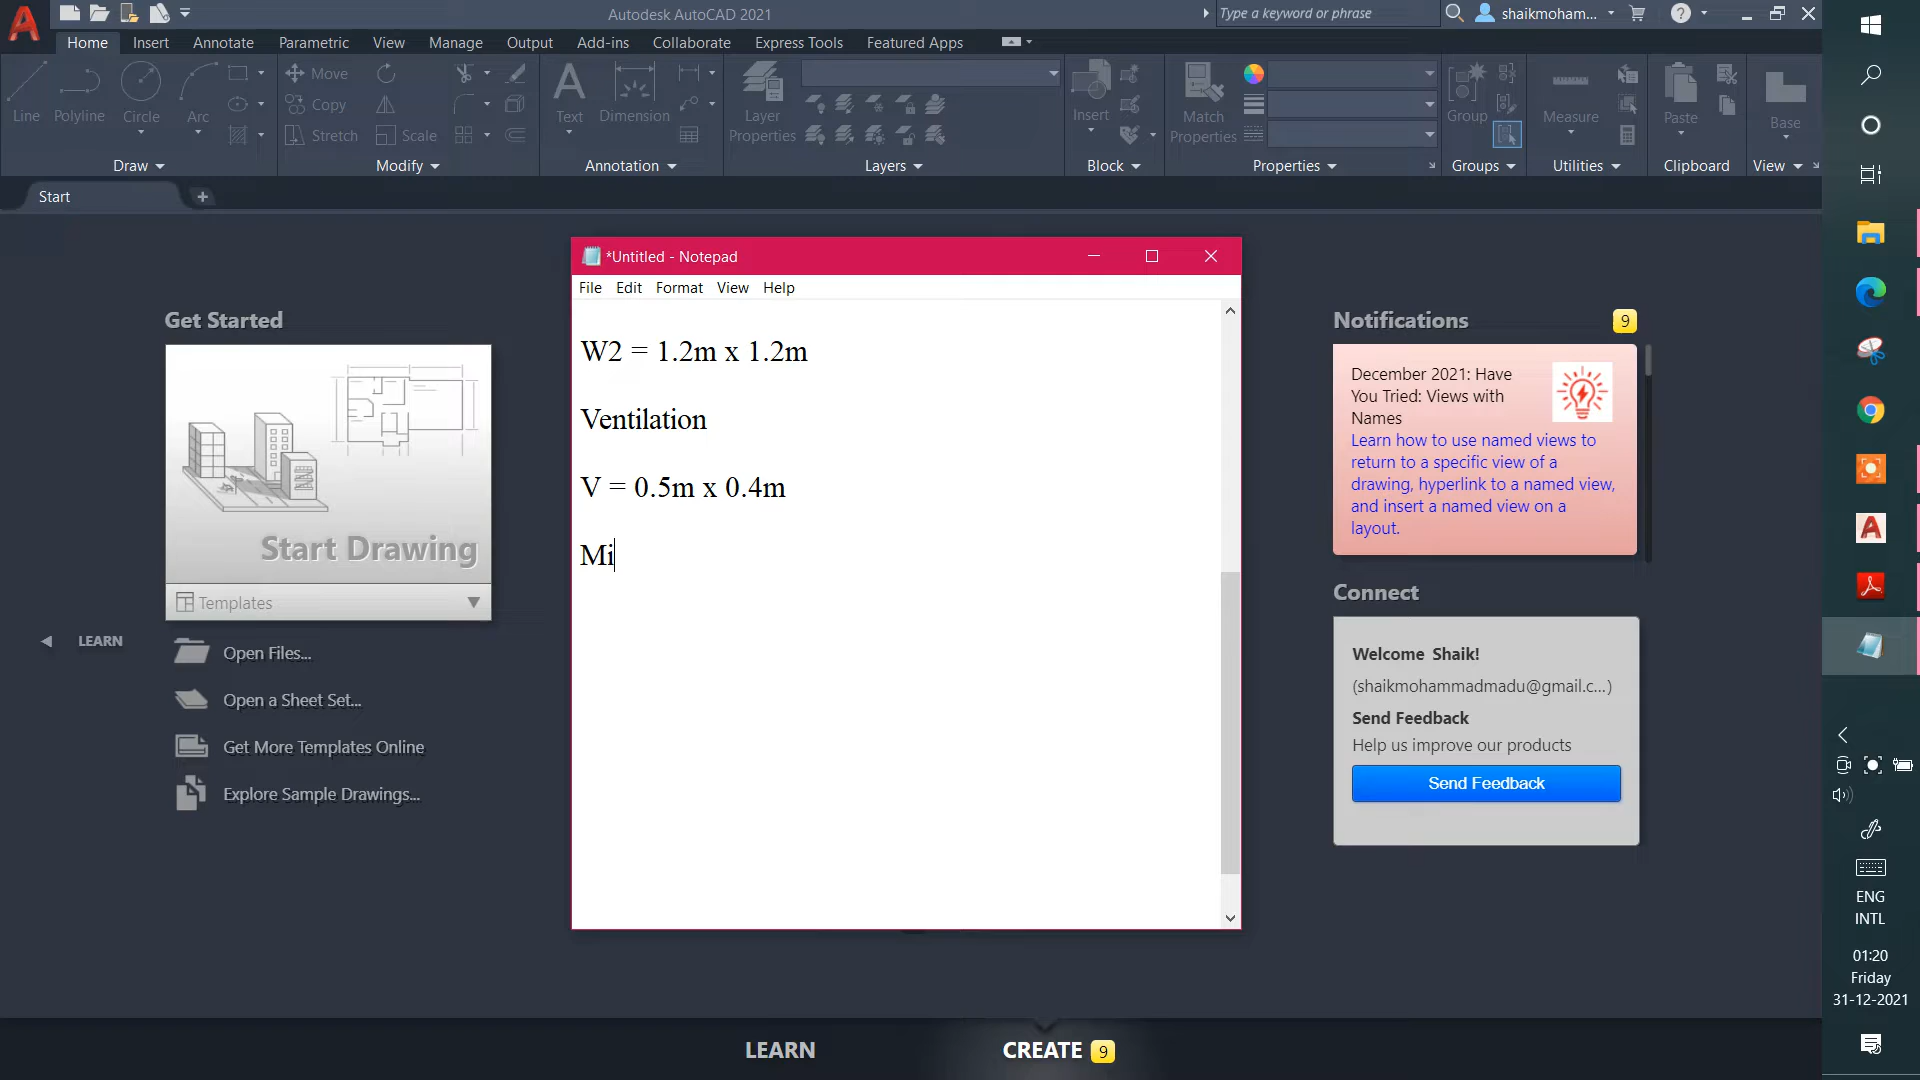 Autodesk AutoCAD 2021
Type a keyword or phrase
shaikmoham...
Home Insert Annotate Parametric View Manage Output Add-ins Collaborate Express Tools Featured Apps
Line Polyline Circle Arc
Move
Copy
Stretch Scale
Text Dimension
Layer Properties
Insert
Match Properties
Group
Measure
Paste
Base
Draw Modify Annotation Layers Block Properties Groups Utilities Clipboard View
Start
*Untitled - Notepad
File Edit Format View Help
W2 = 1.2m x 1.2m
Ventilation
V = 0.5m x 0.4m
Mi
Get Started
Start Drawing
Templates
LEARN
Open Files...
Open a Sheet Set...
Get More Templates Online
Explore Sample Drawings...
Notifications 9
December 2021: Have
You Tried: Views with
Names
Learn how to use named views to
return to a specific view of a
drawing, hyperlink to a named view,
and insert a named view on a
layout.
Connect
Welcome Shaik!
(shaikmohammadmadu@gmail.c...)
Send Feedback
Help us improve our products
Send Feedback
LEARN CREATE 9
ENG
INTL
01:20
Friday
31-12-2021